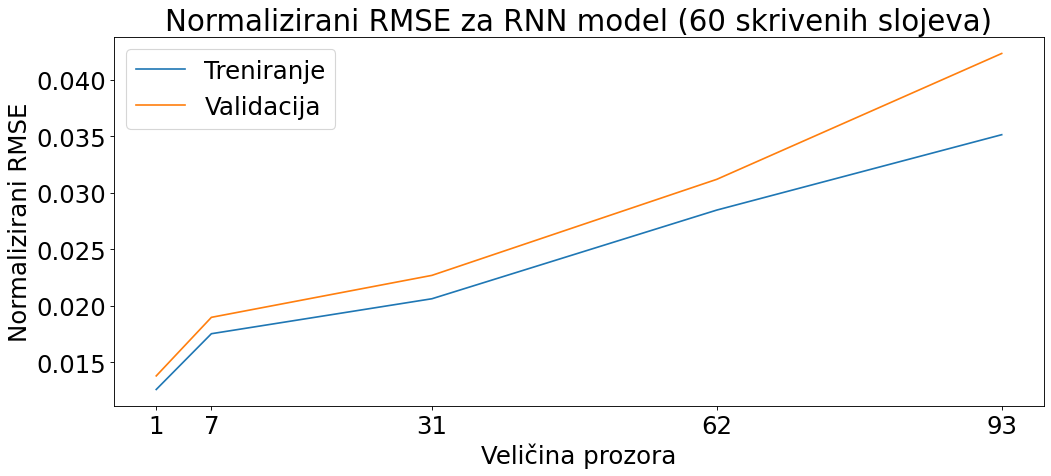 Normalizirani RMSE za RNN model (60 skrivenih slojeva)
Treniranje
Validacija
Normalizirani RMSE
0.040
0.035
0.030
0.025
0.020
0.015
1 7 31 62 93
Veličina prozora